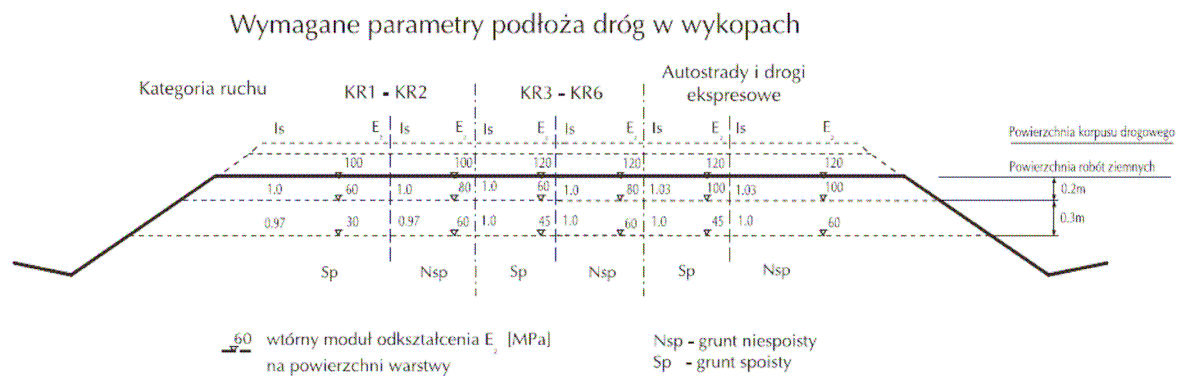 Wymagane parametry podłoża dróg w wykopach
Kategoria ruchu KR1 - KR2 KR3 - KR6 Autostrady i drogi
ekspresowe
Is E2 Is E2 Is E2 Is E2 Is E2 Is E2
Powierzchnia korpusu drogowego
100 100 120 120 120 120
Powierzchnia robót ziemnych
1.0 60 1.0 80 1.0 60 1.0 80 1.03 100 1.03 100 0.2m
0.97 30 0.97 60 1.0 45 1.0 60 1.0 45 1.0 60 0.3m
Sp Nsp Sp Nsp Sp Nsp
60 wtórny moduł odkształcenia E2 [MPa]
na powierzchni warstwy
Nsp - grunt niespoisty
Sp - grunt spoisty